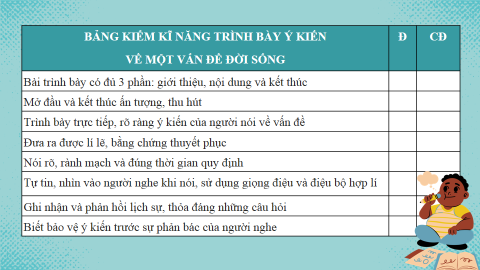 BẢNG KIỂM KĨ NĂNG TRÌNH BÀY Ý KIẾN
VỀ MỘT VẤN ĐỀ ĐỜI SỐNG
Đ
CĐ
Bài trình bày có đủ 3 phần: giới thiệu, nội dung và kết thúc
Mở đầu và kết thúc ấn tượng, thu hút
Trình bày trực tiếp, rõ ràng ý kiến của người nói về vấn đề
Đưa ra được lí lẽ, bằng chứng thuyết phục
Nói rõ, rành mạch và đúng thời gian quy định
Tự tin, nhìn vào người nghe khi nói, sử dụng giọng điệu và điệu bộ hợp lí
Ghi nhận và phản hồi lịch sự, thỏa đáng những câu hỏi
Biết bảo vệ ý kiến trước sự phản bác của người nghe